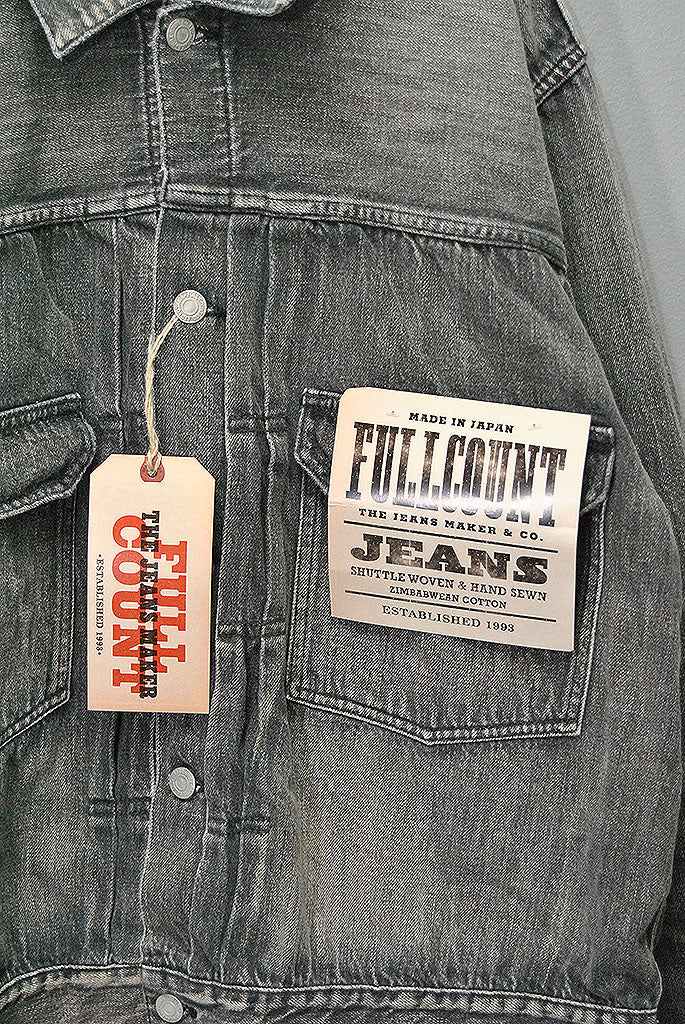 MADE IN JAPAN
FULLCOUNT
THE JEANS MAKER & CO.
JEANS
SHUTTLE WOVEN & HAND SEWN
ZIMBABWEAN COTTON
ESTABLISHED 1993
FULL
COUNT
THE JEANS MAKER
•ESTABLISHED 1993•